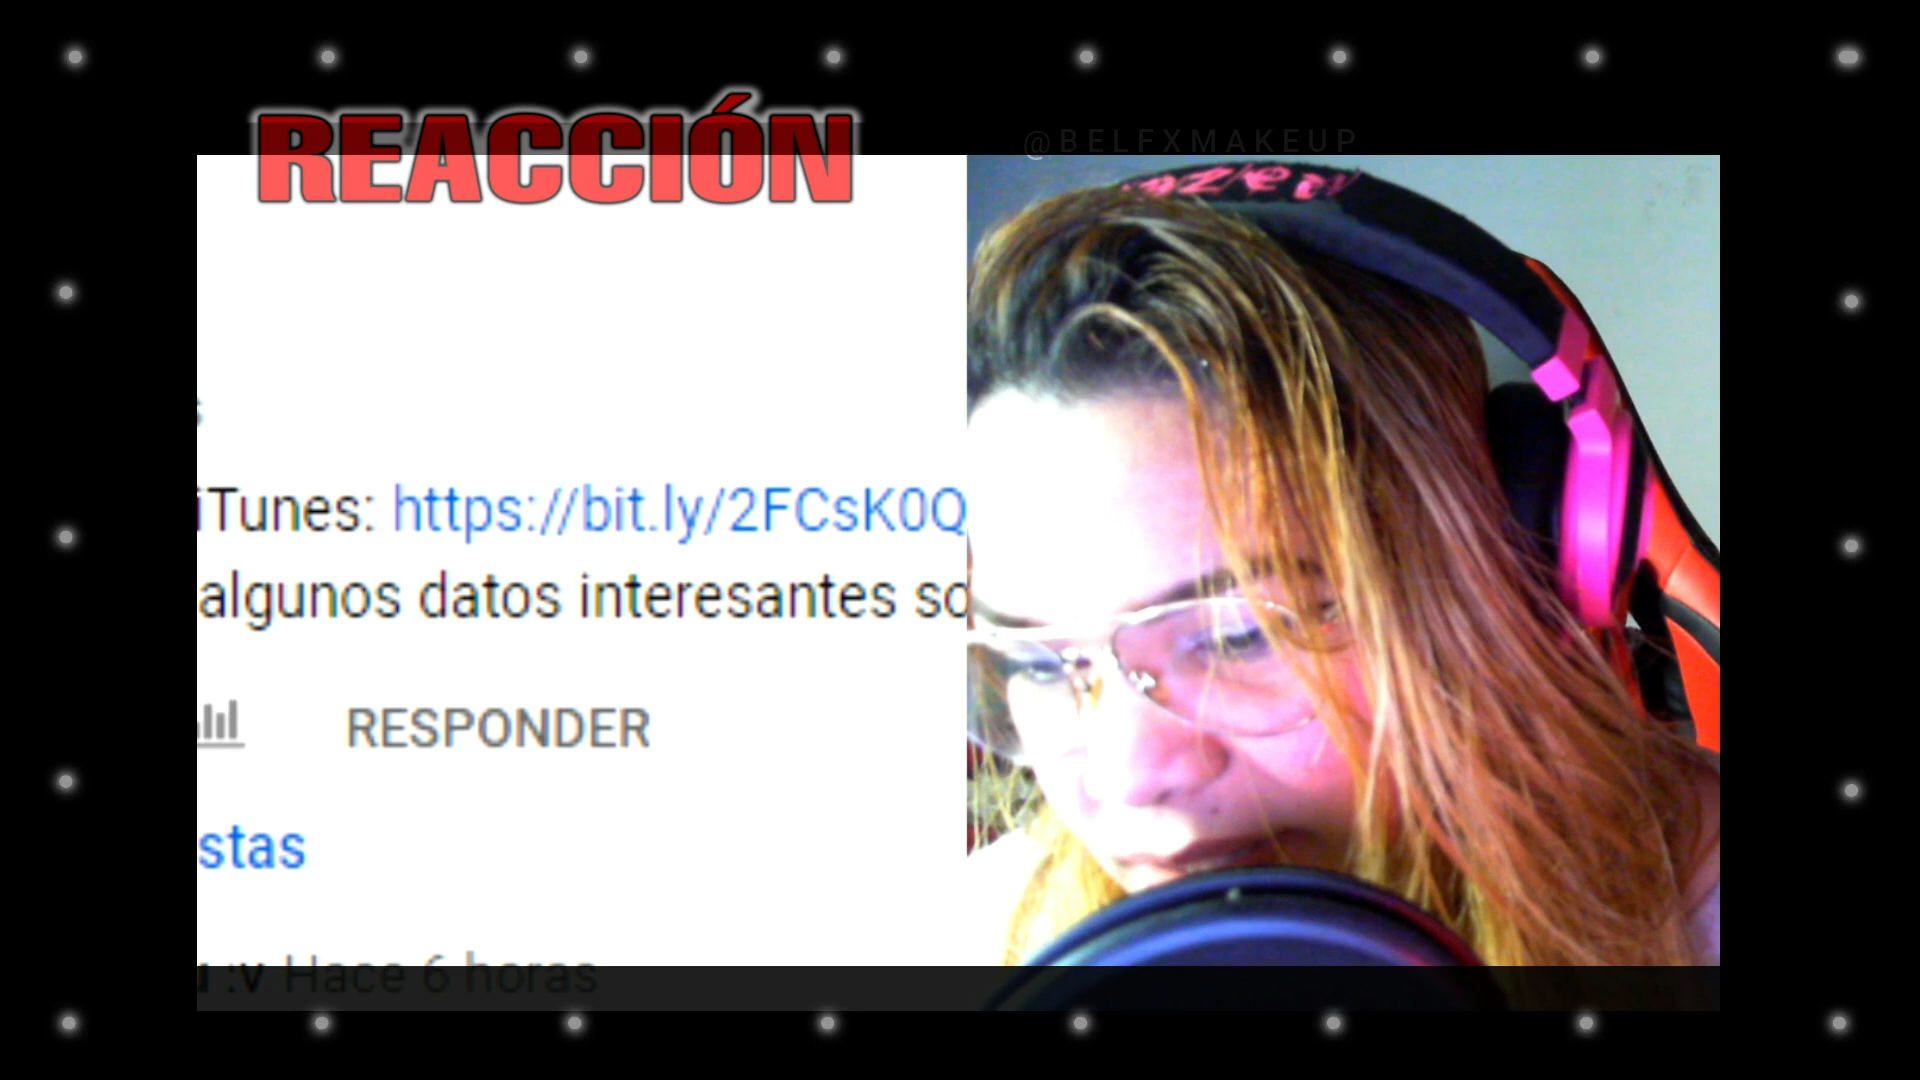 REACCIÓN
@BELFXMAKEUP
iTunes: https://bit.ly/2FCsK0Q
algunos datos interesantes so
RESPONDER
stas
:v Hace 6 horas